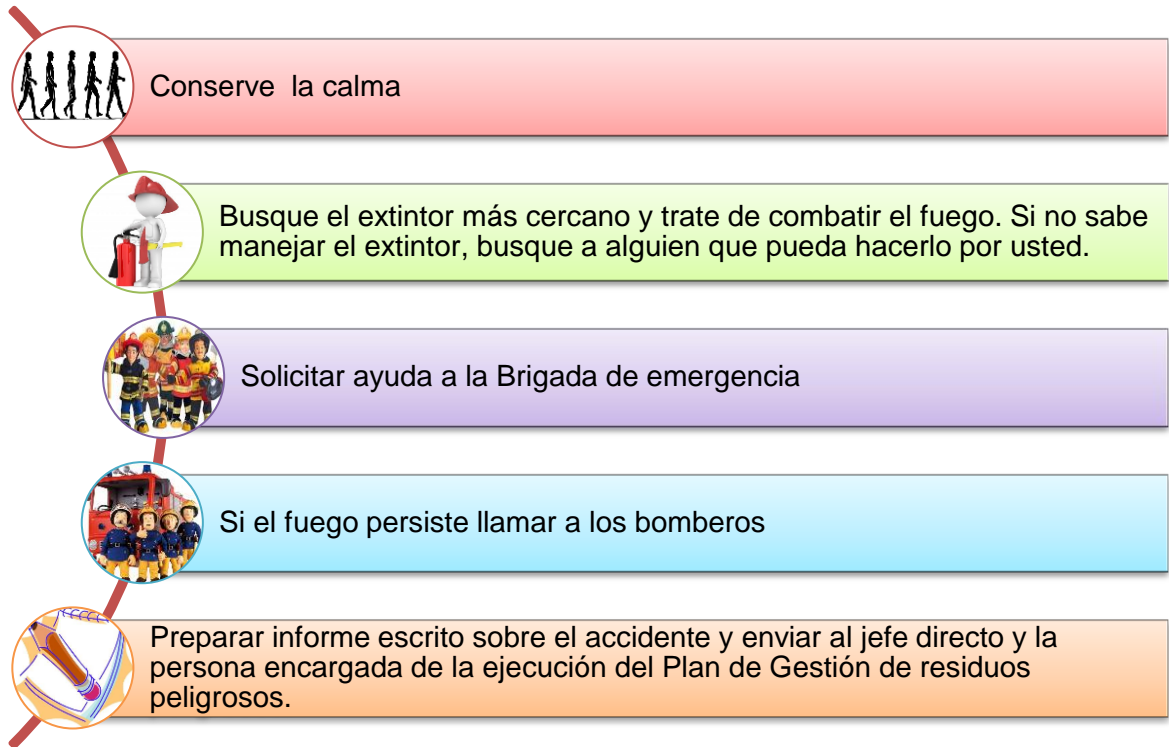 Conserve  la calma
Busque el extintor más cercano y trate de combatir el fuego. Si no sabe
manejar el extintor, busque a alguien que pueda hacerlo por usted.
Solicitar ayuda a la Brigada de emergencia
Si el fuego persiste llamar a los bomberos
Preparar informe escrito sobre el accidente y enviar al jefe directo y la
persona encargada de la ejecución del Plan de Gestión de residuos
peligrosos.